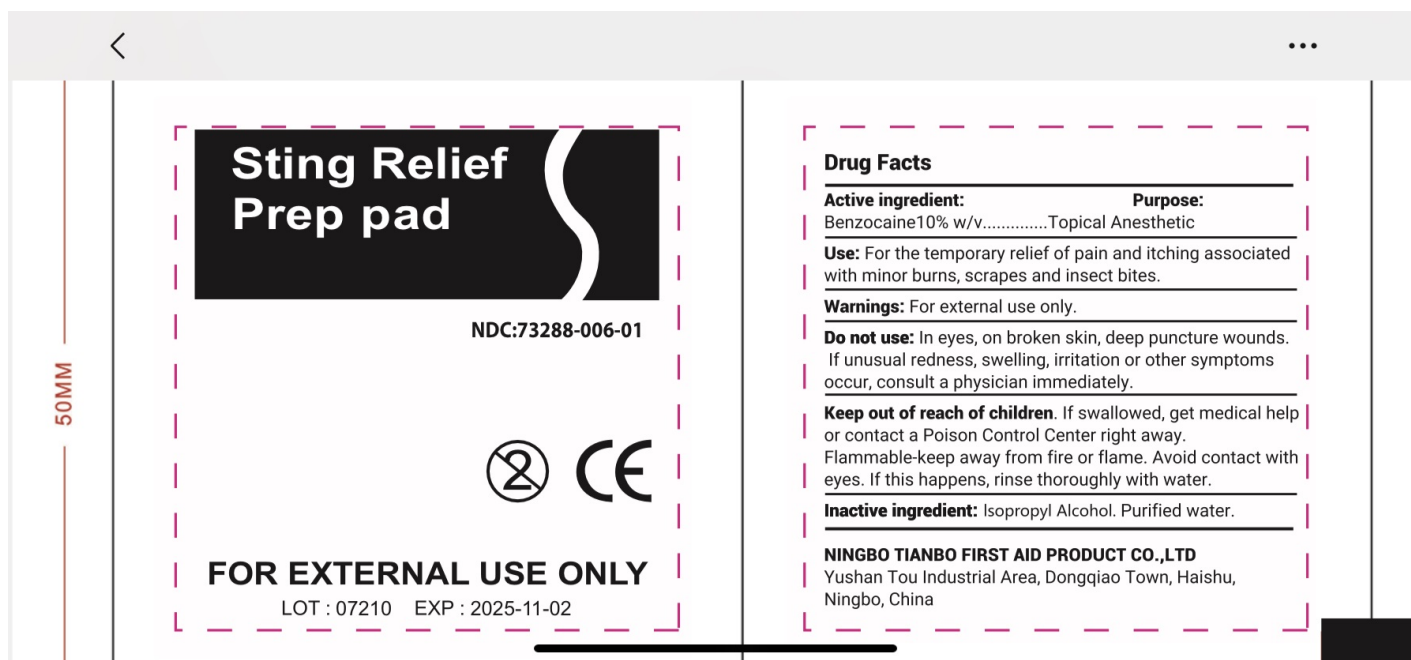 50MM
Sting Relief
Prep pad
NDC:73288-006-01
2 CE
FOR EXTERNAL USE ONLY
LOT : 07210 EXP : 2025-11-02
Drug Facts
Active ingredient: Purpose:
Benzocaine10% w/v..............Topical Anesthetic
Use: For the temporary relief of pain and itching associated
with minor burns, scrapes and insect bites.
Warnings: For external use only.
Do not use: In eyes, on broken skin, deep puncture wounds.
If unusual redness, swelling, irritation or other symptoms
occur, consult a physician immediately.
Keep out of reach of children. If swallowed, get medical help
or contact a Poison Control Center right away.
Flammable-keep away from fire or flame. Avoid contact with
eyes. If this happens, rinse thoroughly with water.
Inactive ingredient: Isopropyl Alcohol. Purified water.
NINGBO TIANBO FIRST AID PRODUCT CO.,LTD
Yushan Tou Industrial Area, Dongqiao Town, Haishu,
Ningbo, China